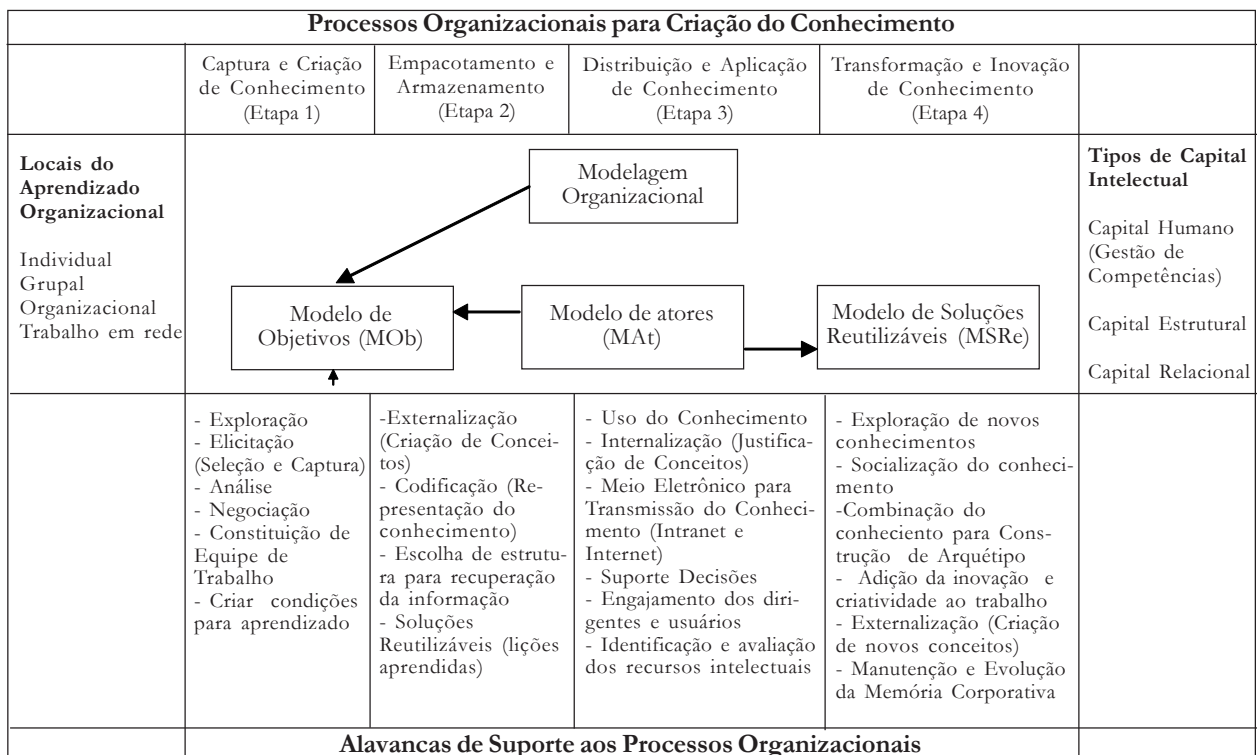 Processos Organizacionais para Criação do Conhecimento
Captura e Criação
de Conhecimento
(Etapa 1)
Empacotamento e
Armazenamento
(Etapa 2)
Distribuição e Aplicação
de Conhecimento
(Etapa 3)
Transformação e Inovação
de Conhecimento
(Etapa 4)
Locais do
Aprendizado
Organizacional
Individual
Grupal
Organizacional
Trabalho em rede
Modelagem
Organizacional
Modelo de
Objetivos (MOb)
Modelo de atores
(MAt)
Modelo de Soluções
Reutilizáveis (MSRe)
Tipos de Capital
Intelectual
Capital Humano
(Gestão de
Competências)
Capital Estrutural
Capital Relacional
- Exploração
- Elicitação
(Seleção e Captura)
- Análise
- Negociação
- Constituição de
Equipe de
Trabalho
- Criar condições
para aprendizado
-Externalização
(Criação de Concei-
tos)
- Codificação (Re-
presentação do
conhecimento)
- Escolha de estrutu-
ra para recuperação
da informação
- Soluções
Reutilizáveis (lições
aprendidas)
- Uso do Conhecimento
- Internalização (Justifica-
ção de Conceitos)
- Meio Eletrônico para
Transmissão do Conheci-
mento (Intranet e
Internet)
- Suporte Decisões
- Engajamento dos diri-
gentes e usuários
- Identificação e avaliação
dos recursos intelectuais
- Exploração de novos
conhecimentos
- Socialização do conheci-
mento
-Combinação do
conheciento para Cons-
trução de Arquétipo
- Adição da inovação e
criatividade ao trabalho
- Externalização (Criação
de novos conceitos)
- Manutenção e Evolução
da Memória Corporativa
Alavancas de Suporte aos Processos Organizacionais